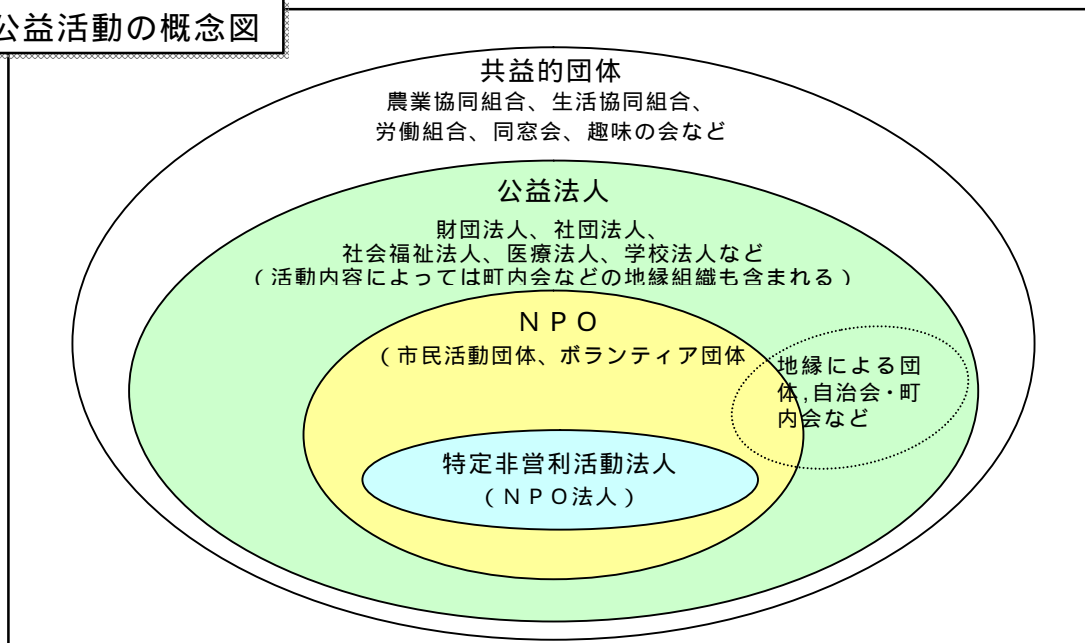 公益活動の概念図
共益的団体
農業協同組合、生活協同組合、
労働組合、同窓会、趣味の会など
公益法人
財団法人、社団法人、
社会福祉法人、医療法人、学校法人など
(活動内容によっては町内会などの地縁組織も含まれる)
NPO
(市民活動団体、ボランティア団体
地縁による団
体,自治会・町
内会など
特定非営利活動法人
(NPO法人)